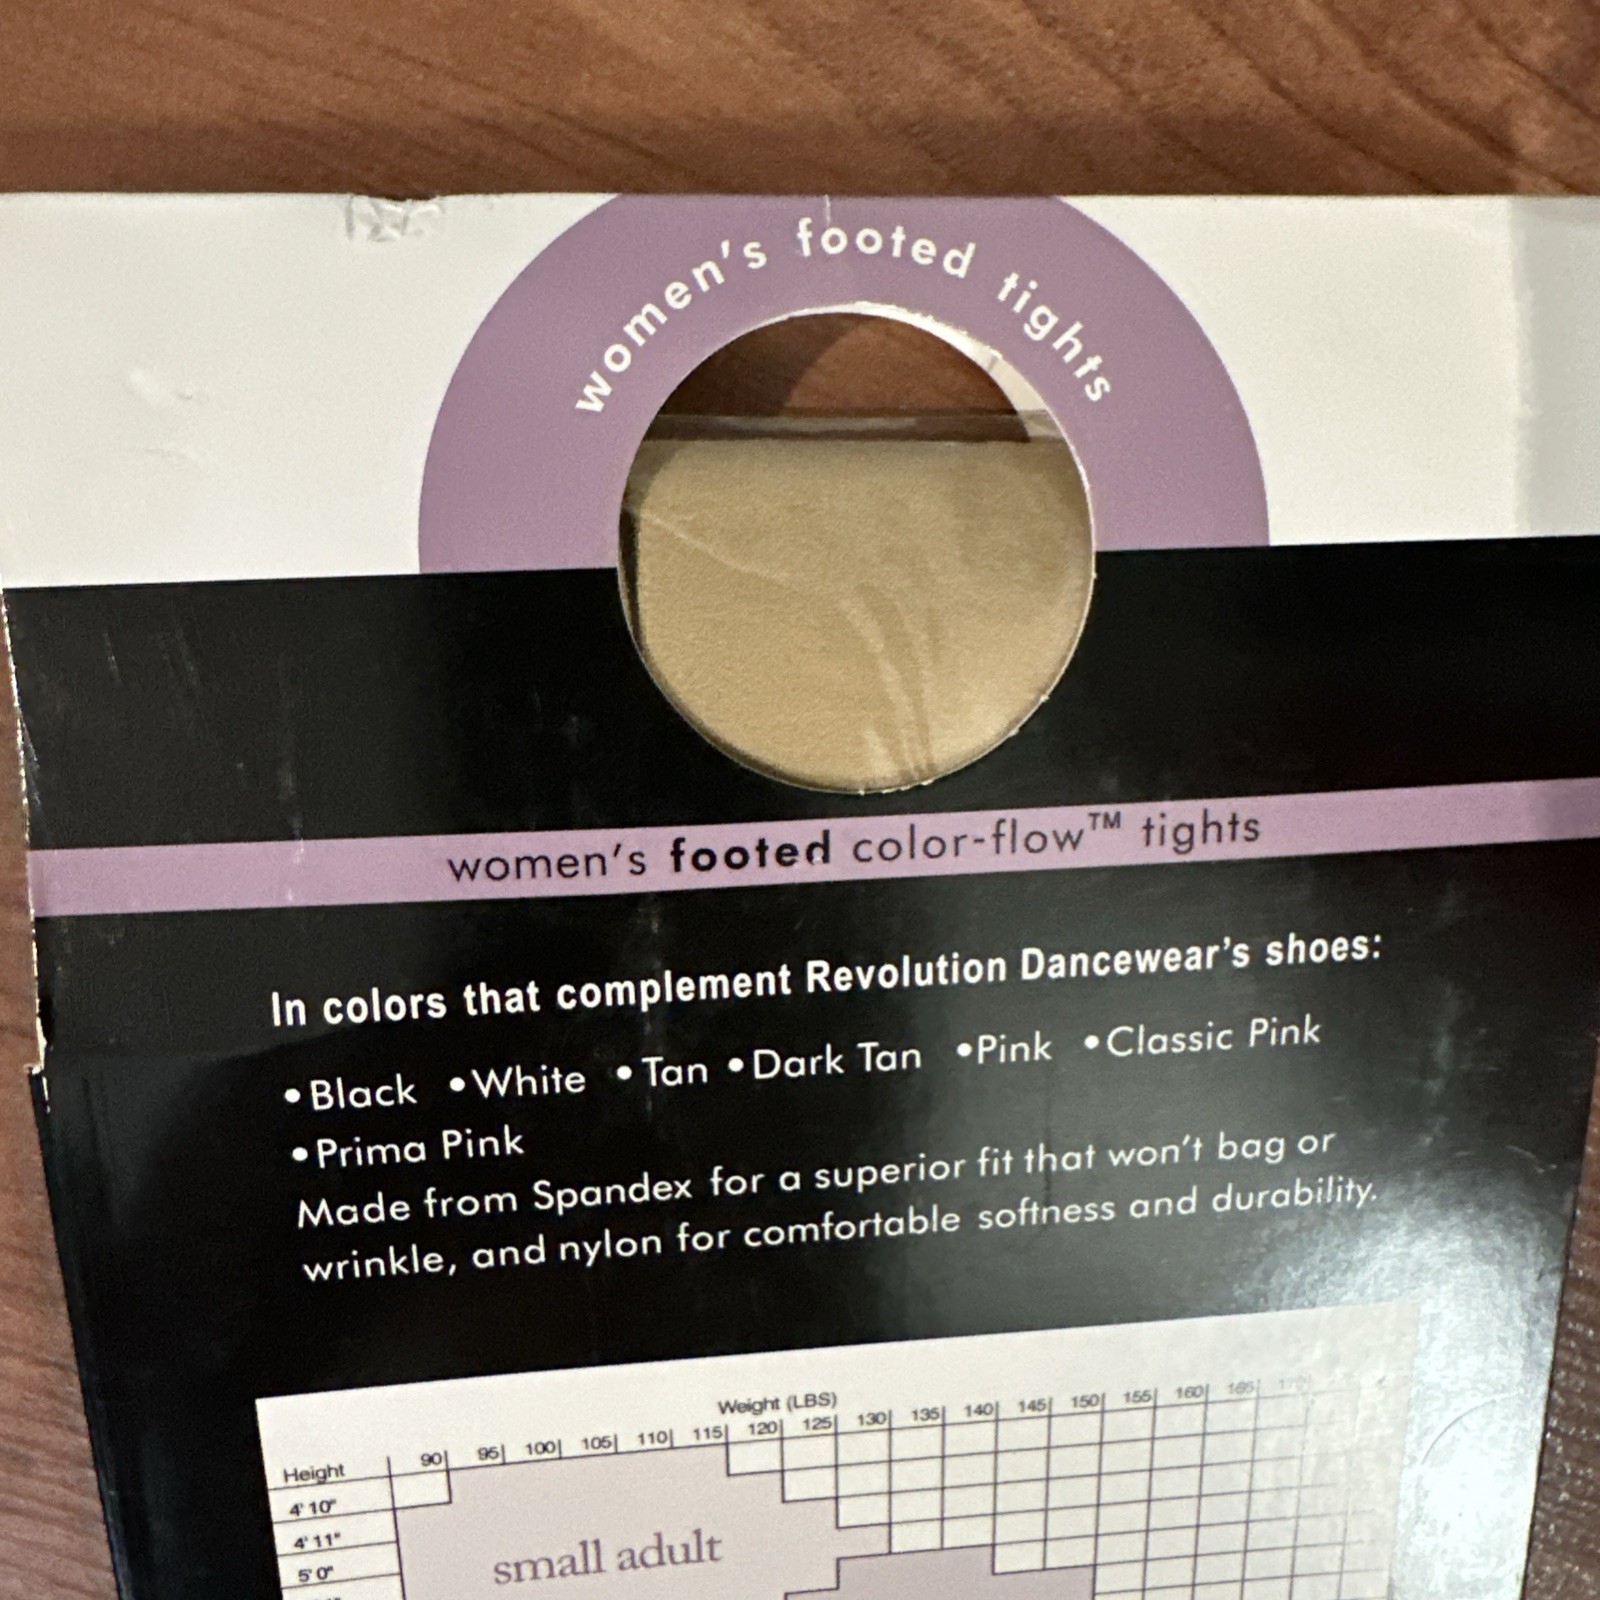 women's footed tights
women's footed color-flow™ tights
In colors that complement Revolution Dancewear's shoes:
•Black •White •Tan •Dark Tan •Pink •Classic Pink
•Prima Pink
Made from Spandex for a superior fit that won't bag or
wrinkle, and nylon for comfortable softness and durability.
Weight (LBS)
Height 90 95 100 105 110 115 120 125 130 135 140 145 150 155 160 165
4' 10"
4' 11"
5' 0"
small adult